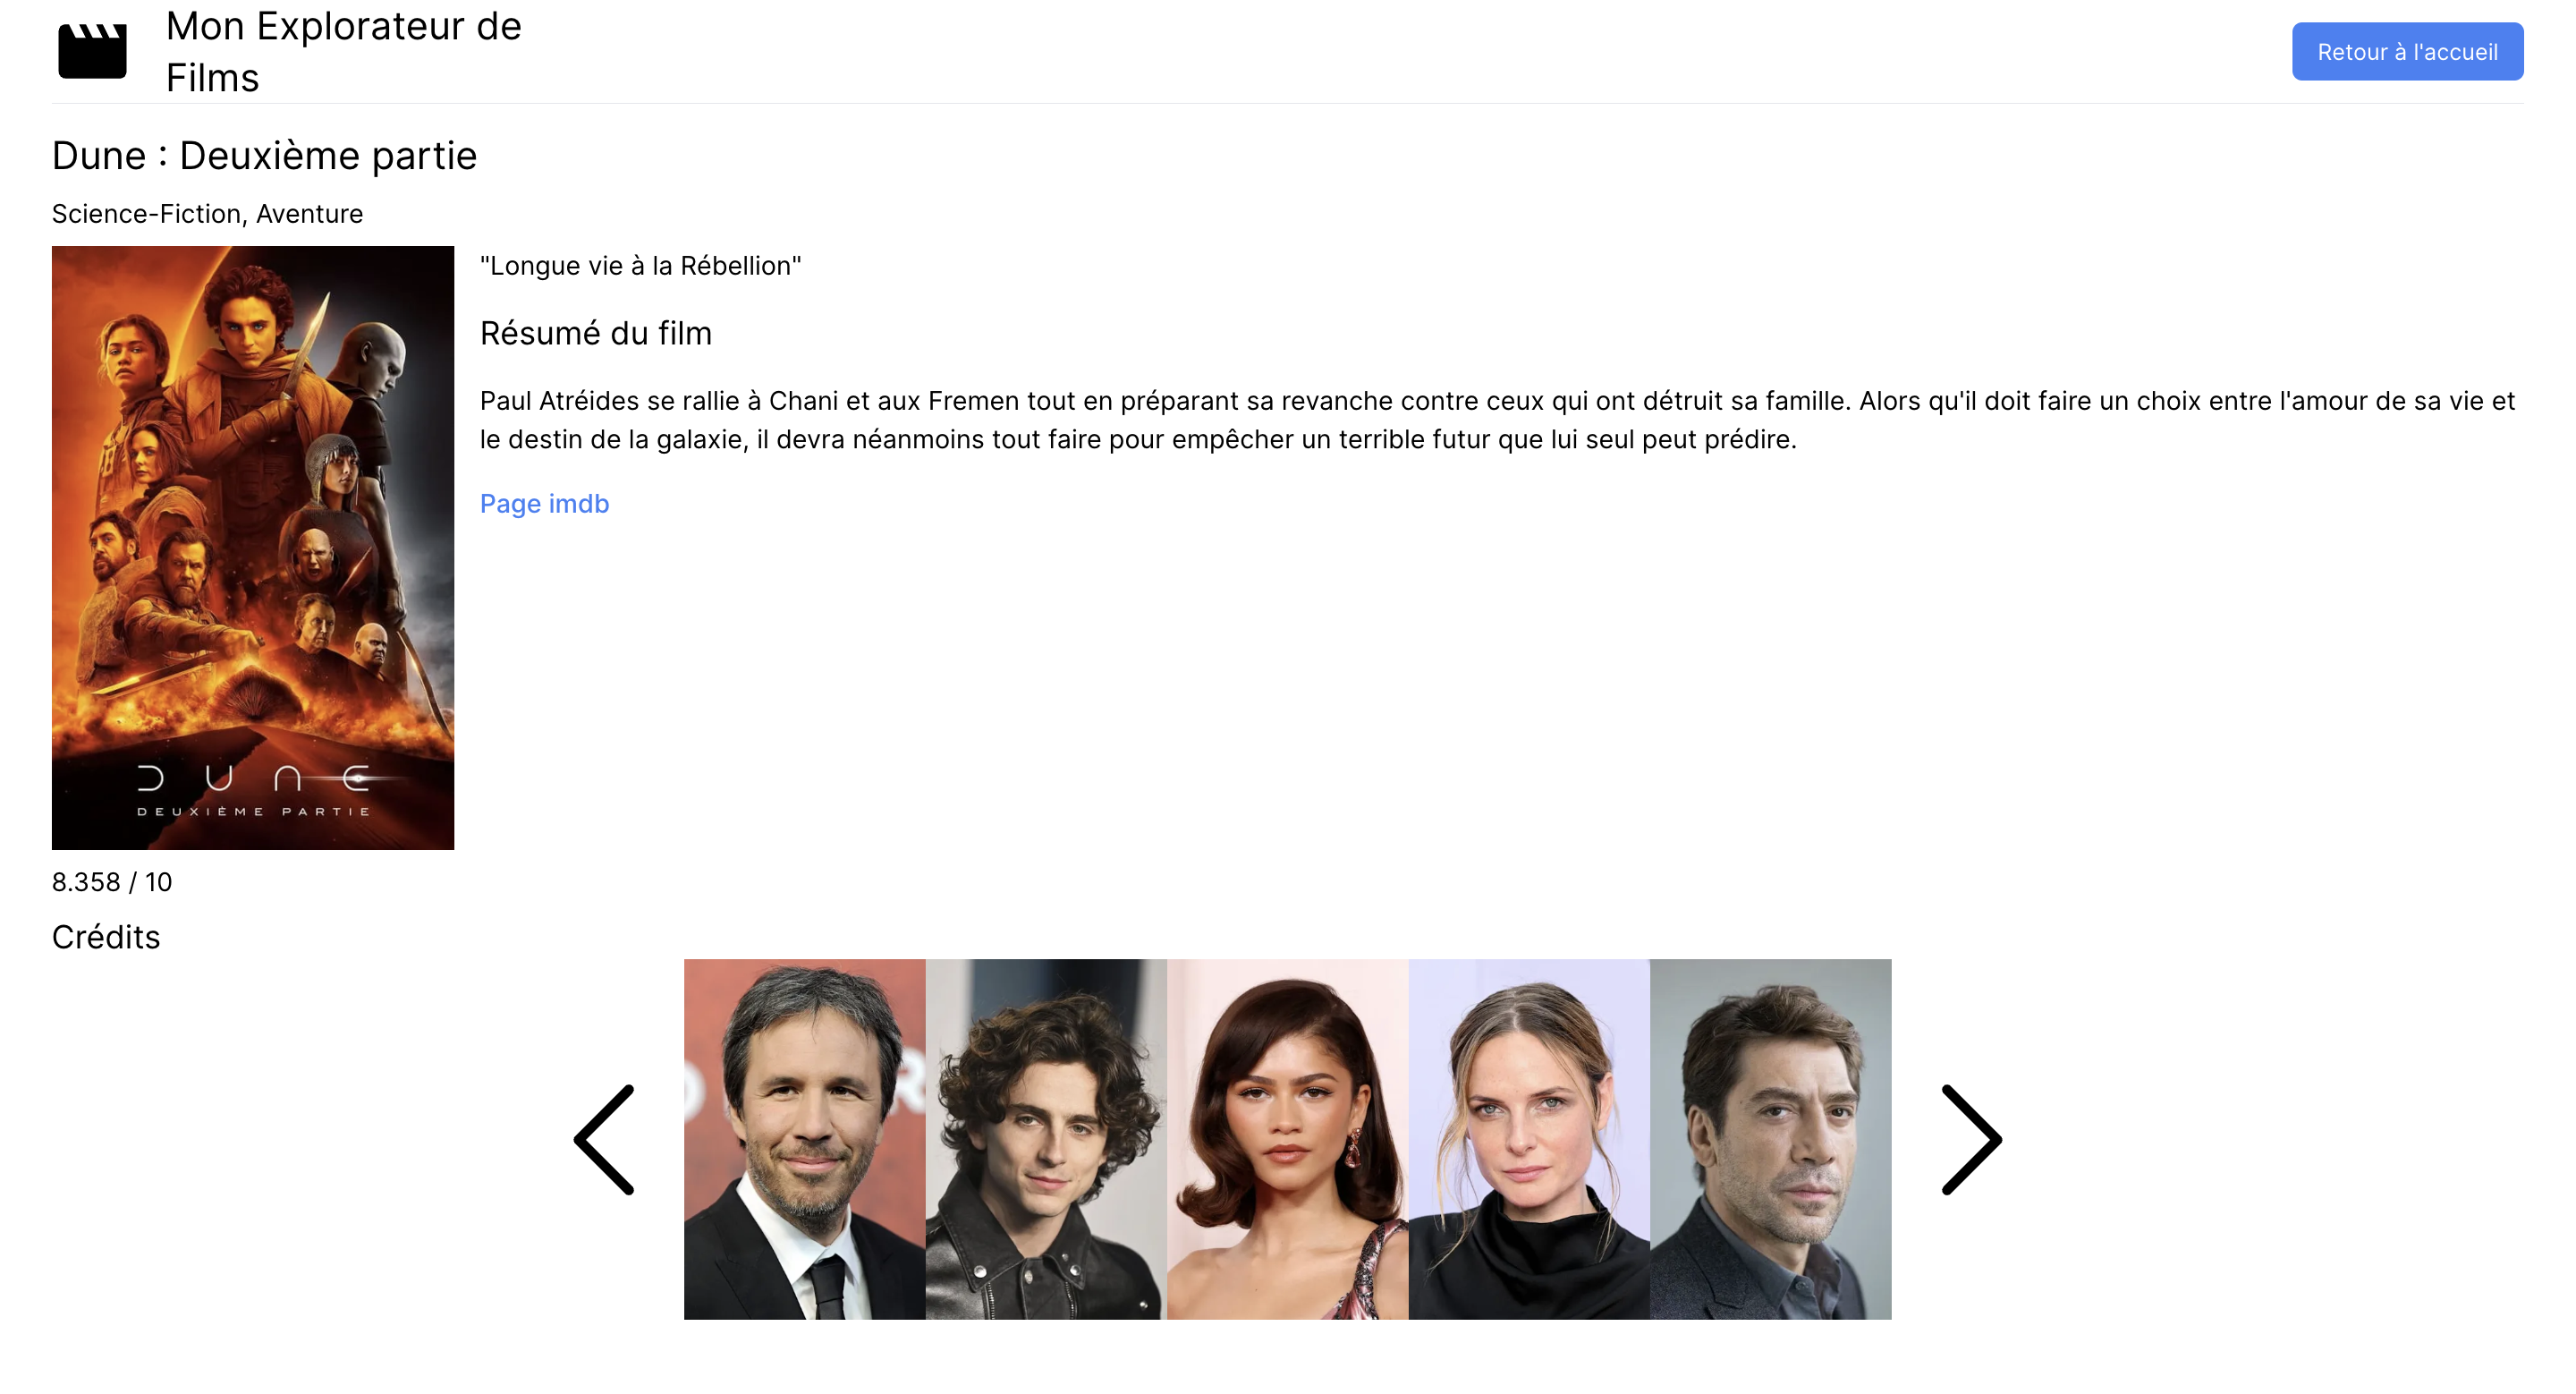 Mon Explorateur de
Films
Retour à l'accueil
Dune : Deuxième partie
Science-Fiction, Aventure
"Longue vie à la Rébellion"
Résumé du film
Paul Atréides se rallie à Chani et aux Fremen tout en préparant sa revanche contre ceux qui ont détruit sa famille. Alors qu'il doit faire un choix entre l'amour de sa vie et
le destin de la galaxie, il devra néanmoins tout faire pour empêcher un terrible futur que lui seul peut prédire.
Page imdb
DUNE
DEUXIÈME PARTIE
8.358 / 10
Crédits